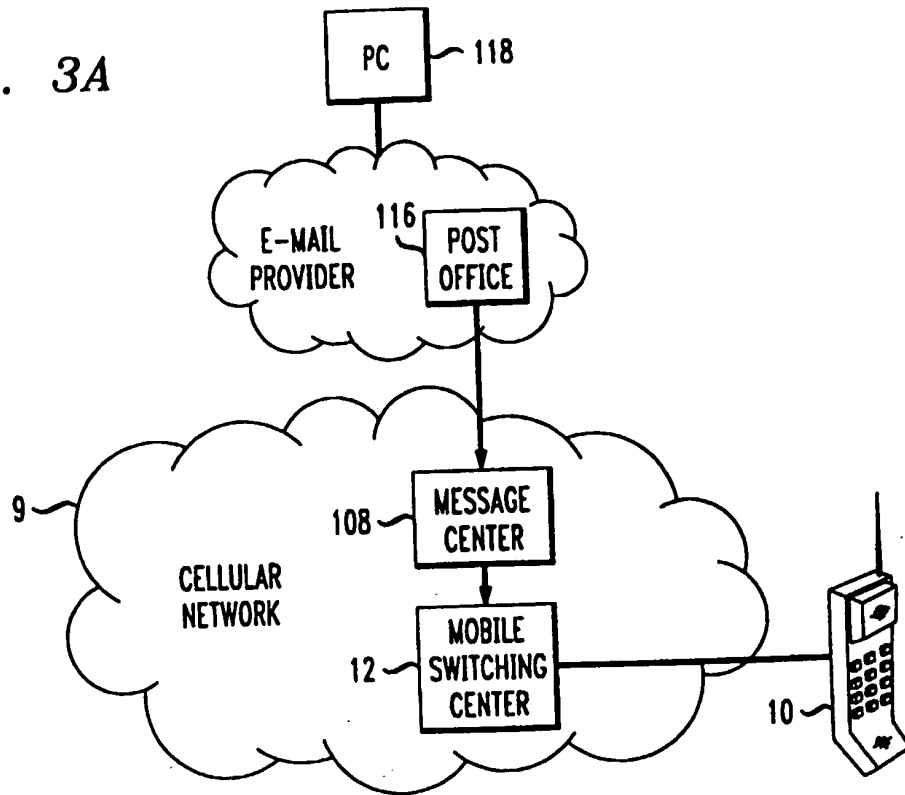 . 3A
PC
118
116
E-MAIL
PROVIDER
POST
OFFICE
9
108
MESSAGE
CENTER
CELLULAR
NETWORK
12
MOBILE
SWITCHING
CENTER
10